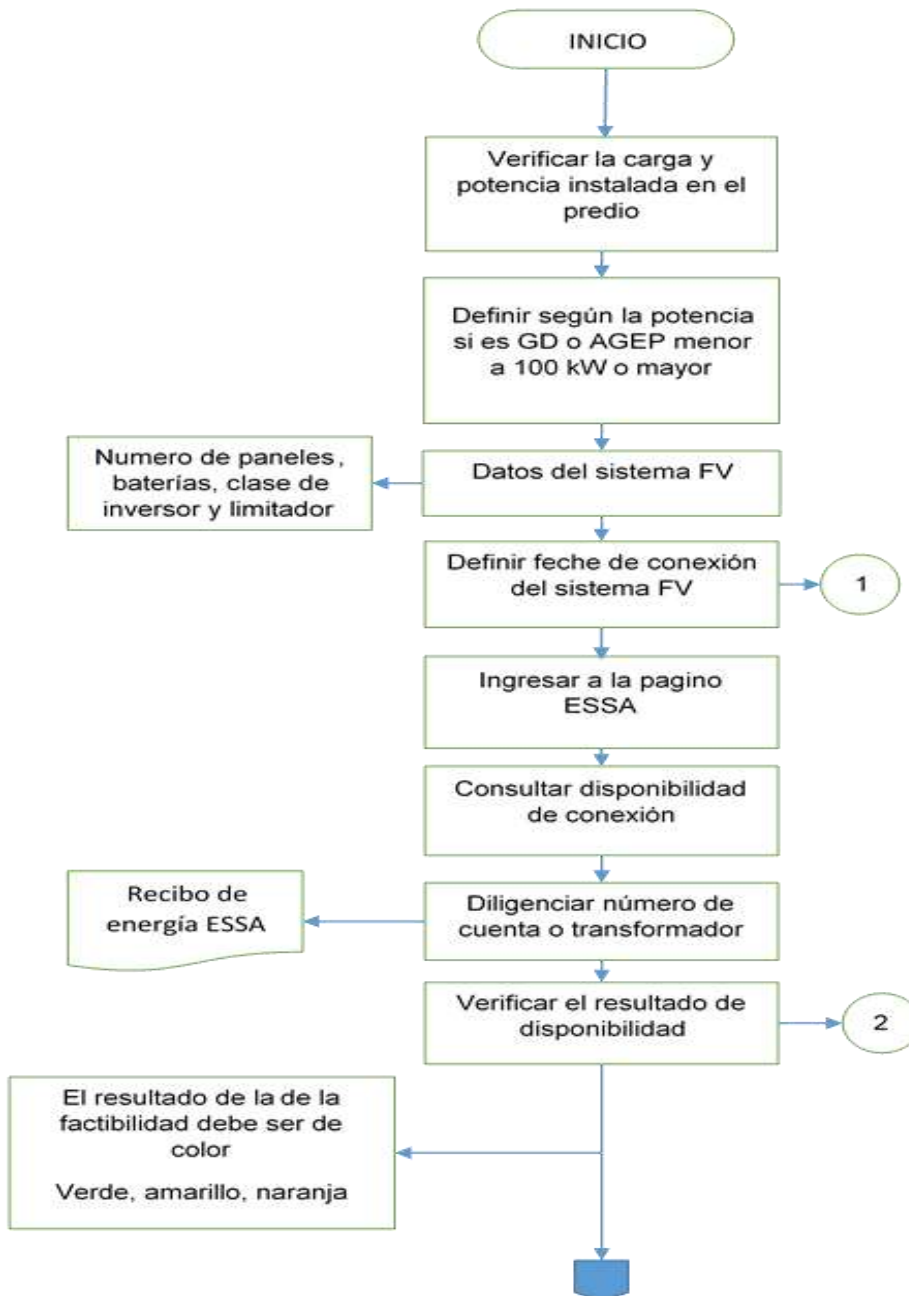 INICIO
Verificar la carga y
potencia instalada en el
predio
Definir según la potencia
si es GD o AGEP menor
a 100 kW o mayor
Numero de paneles,
baterías, clase de
inversor y limitador
Datos del sistema FV
Definir feche de conexión
del sistema FV
1
Ingresar a la pagino
ESSA
Consultar disponibilidad
de conexión
Recibo de
energía ESSA
Diligenciar número de
cuenta o transformador
Verificar el resultado de
disponibilidad
2
El resultado de la de la
factibilidad debe ser de
color
Verde, amarillo, naranja